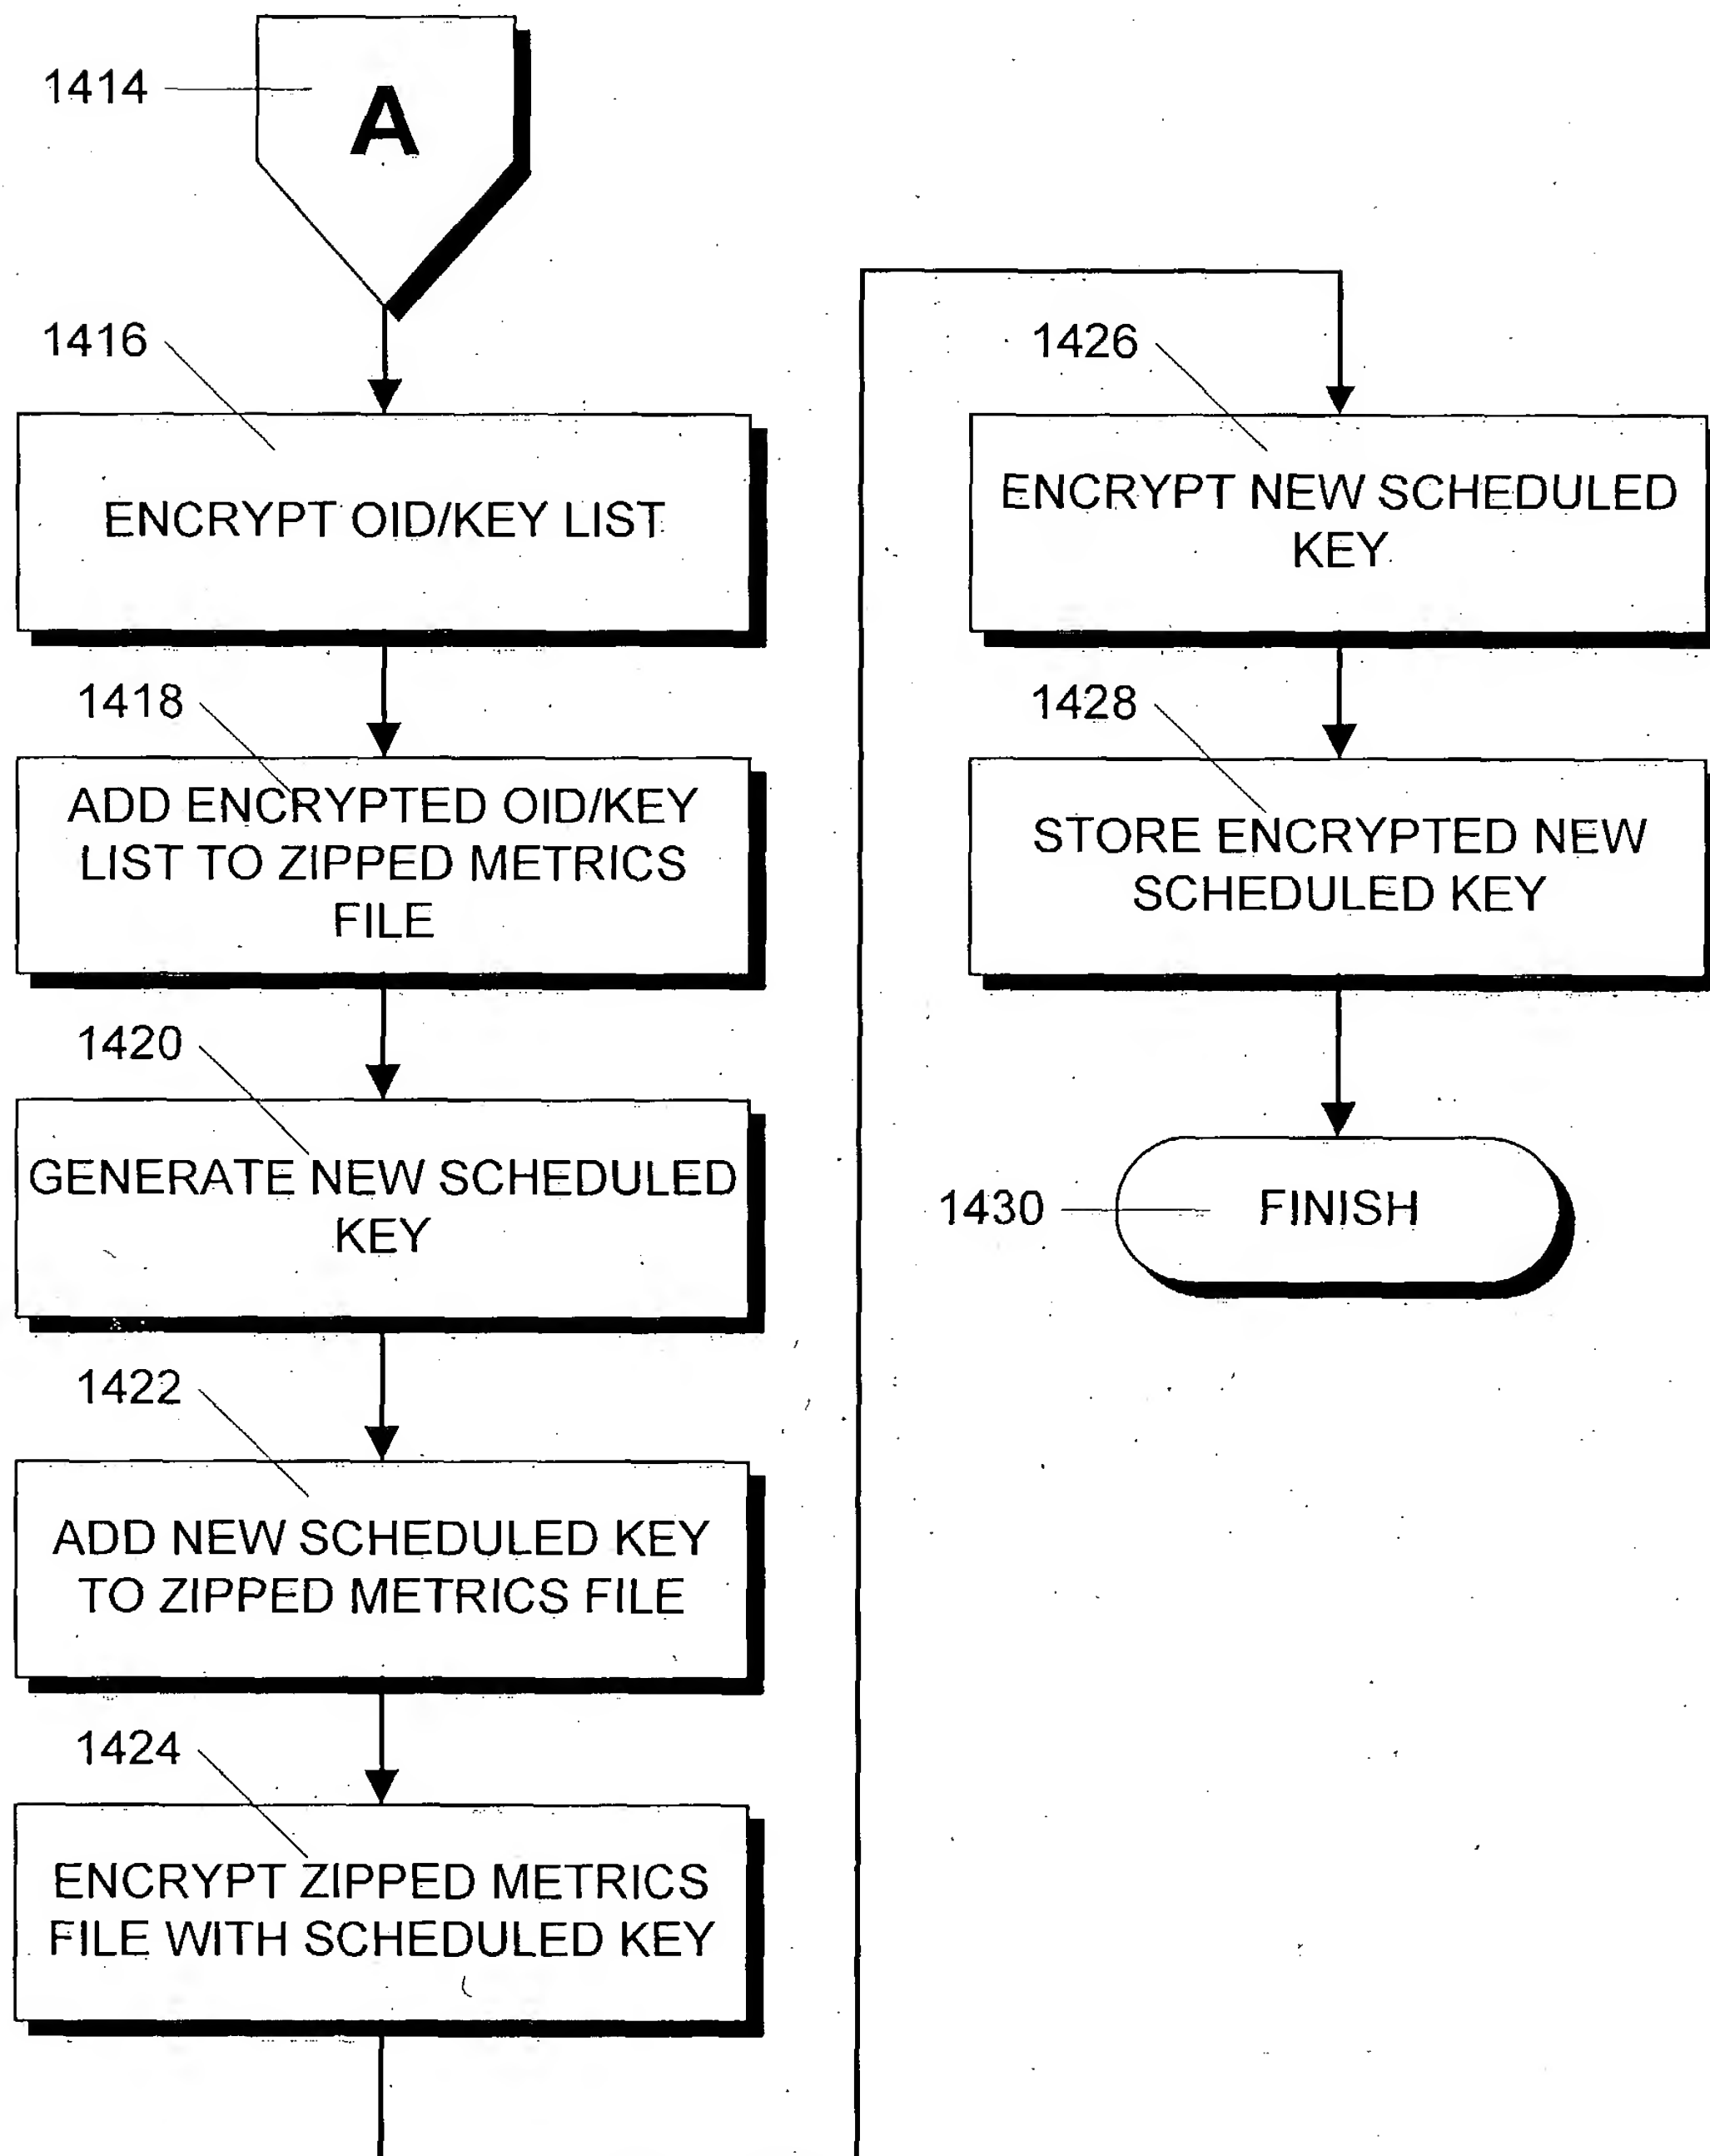 1414
A
1416
ENCRYPT OID/KEY LIST
1418
ADD ENCRYPTED OID/KEY
LIST TO ZIPPED METRICS
FILE
1420
GENERATE NEW SCHEDULED
KEY
1422
ADD NEW SCHEDULED KEY
TO ZIPPED METRICS FILE
1424
ENCRYPT ZIPPED METRICS
FILE WITH SCHEDULED KEY
1426
ENCRYPT NEW SCHEDULED
KEY
1428
STORE ENCRYPTED NEW
SCHEDULED KEY
1430
FINISH